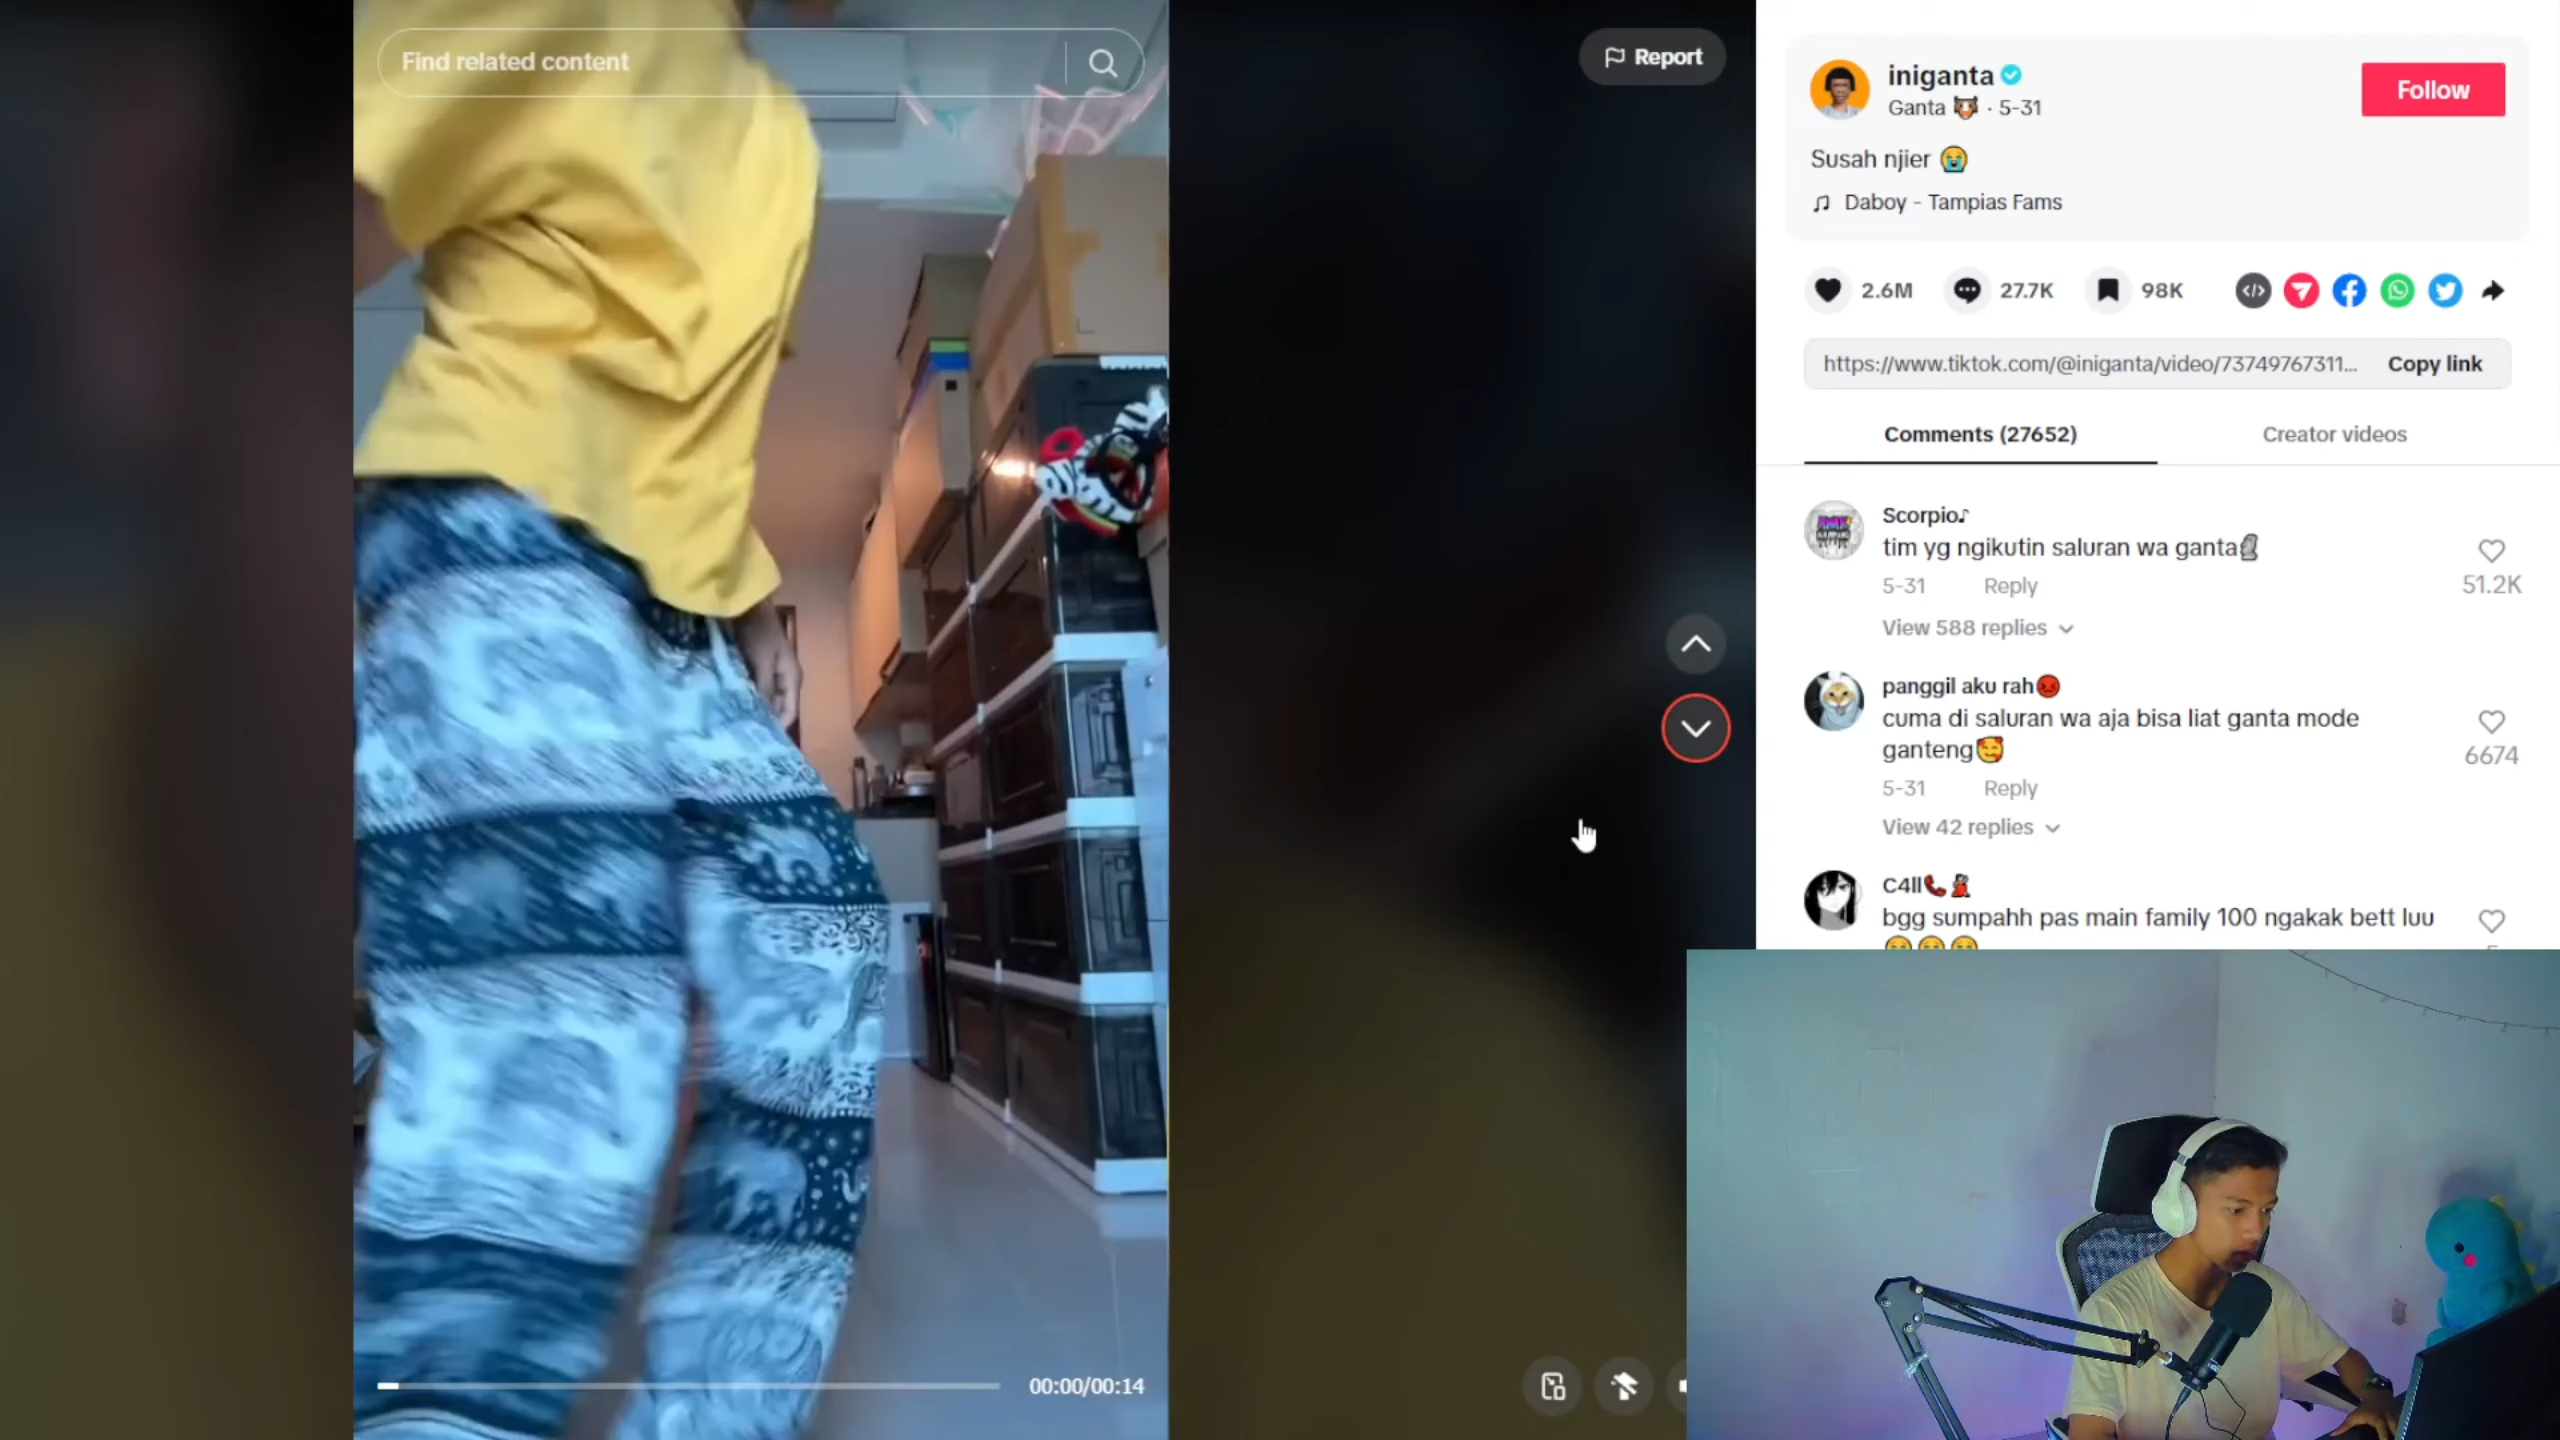 Find related content
Report
iniganta
Ganta 🐯 · 5-31
Follow
Susah njier 😭
Daboy - Tampias Fams
2.6M
27.7K
98K
https://www.tiktok.com/@iniganta/video/73749767311...
Copy link
Comments (27652)
Creator videos
Scorpio♪
tim yg ngikutin saluran wa ganta🗿
5-31
Reply
51.2K
View 588 replies
panggil aku rah😡
cuma di saluran wa aja bisa liat ganta mode
ganteng🥰
5-31
Reply
6674
View 42 replies
C4ll📞💃
bgg sumpahh pas main family 100 ngakak bett luu
00:00/00:14